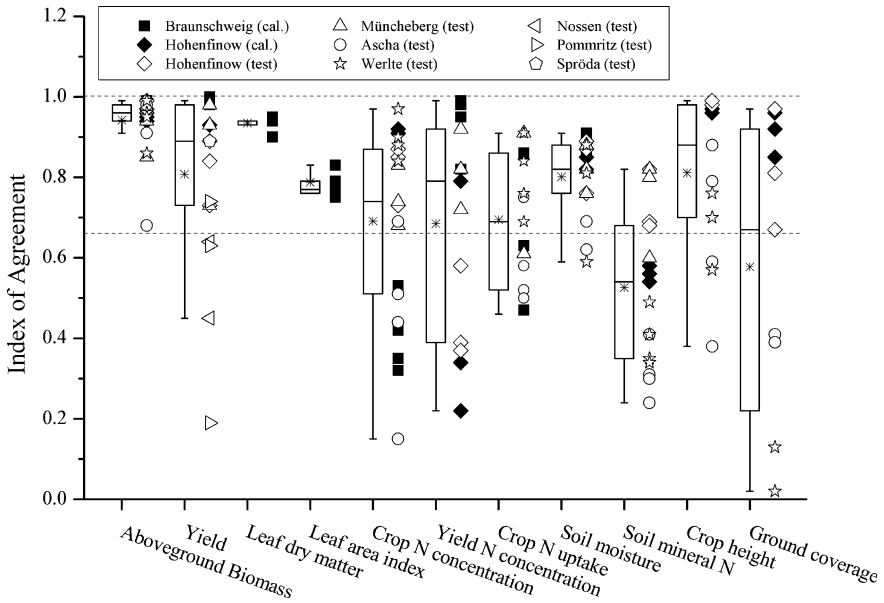 Braunschweig (cal.) Müncheberg (test) Nossen (test)
Hohenfinow (cal.) Ascha (test) Pommritz (test)
Hohenfinow (test) Werlte (test) Spröda (test)
Index of Agreement
1.2
1.0
0.8
0.6
0.4
0.2
0.0
Aboveground Biomass
Yield
Leaf dry matter
Leaf area index
Crop N concentration
Yield N concentration
Crop N uptake
Soil moisture
Soil mineral N
Crop height
Ground coverage